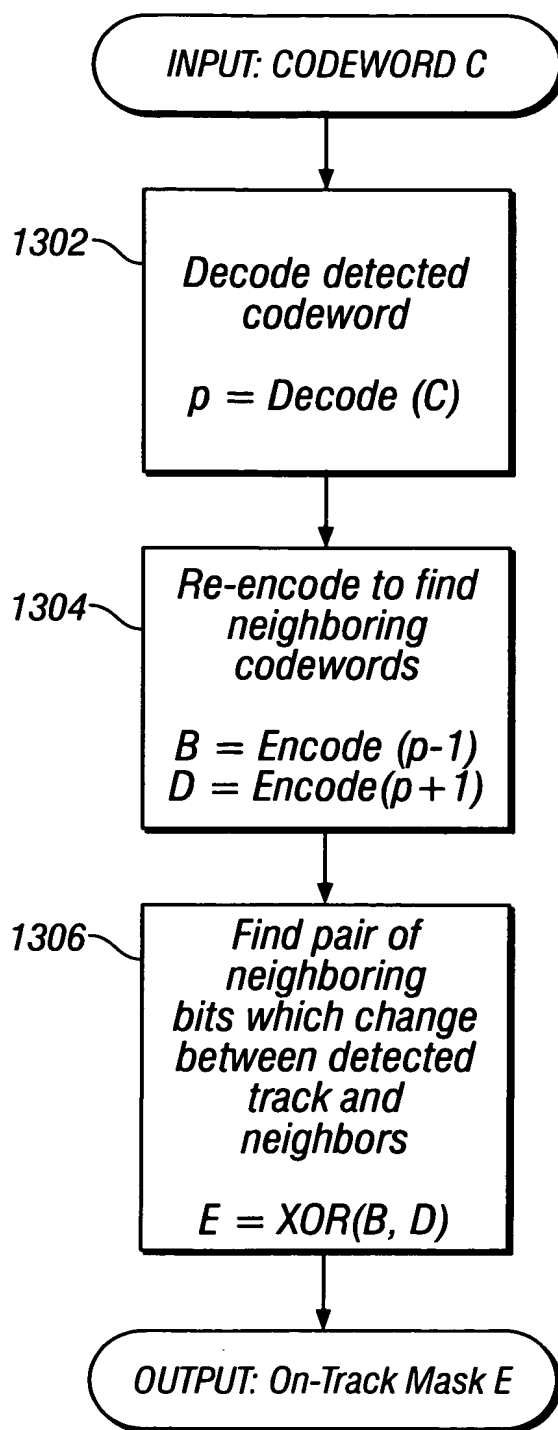 INPUT: CODEWORD C
1302
Decode detected
codeword
p = Decode (C)
1304
Re-encode to find
neighboring
codewords
B = Encode (p-1)
D = Encode(p+1)
1306
Find pair of
neighboring
bits which change
between detected
track and
neighbors
E = XOR(B, D)
OUTPUT: On-Track Mask E